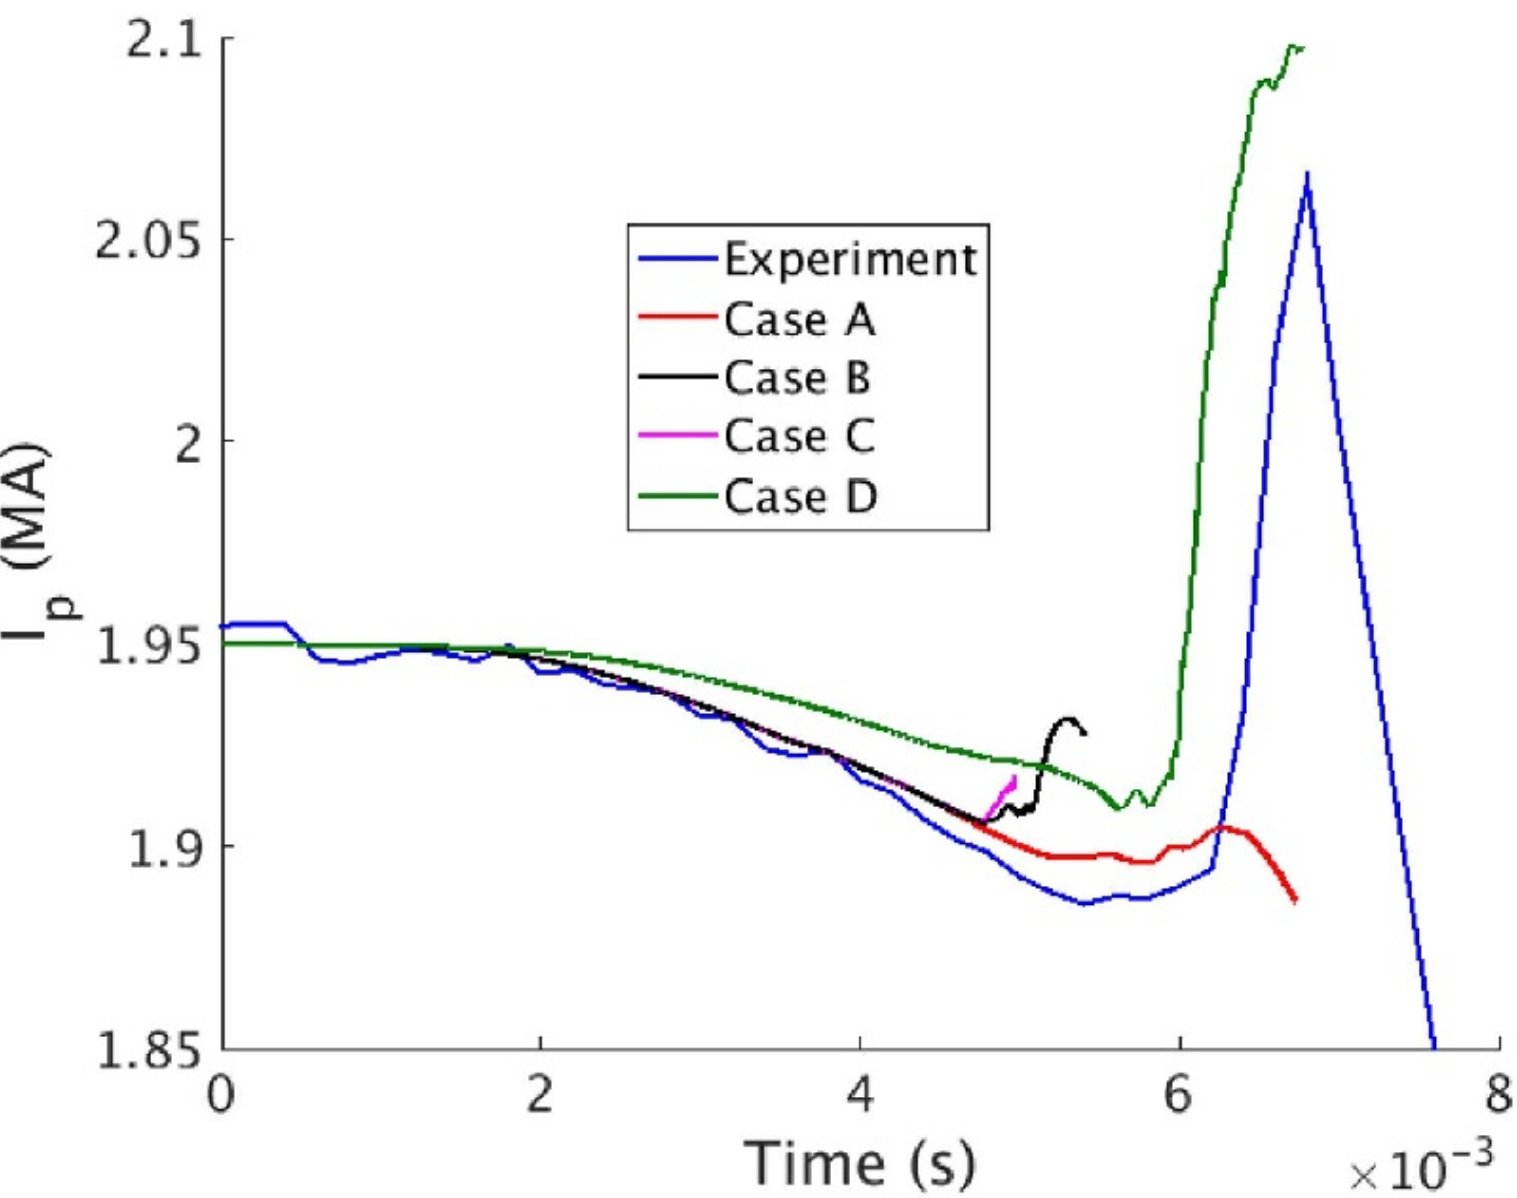 2.1
2.05
2
1.95
1.9
1.85
I_p (MA)
Experiment
Case A
Case B
Case C
Case D
0 2 4 6 8
Time (s)
×10⁻³